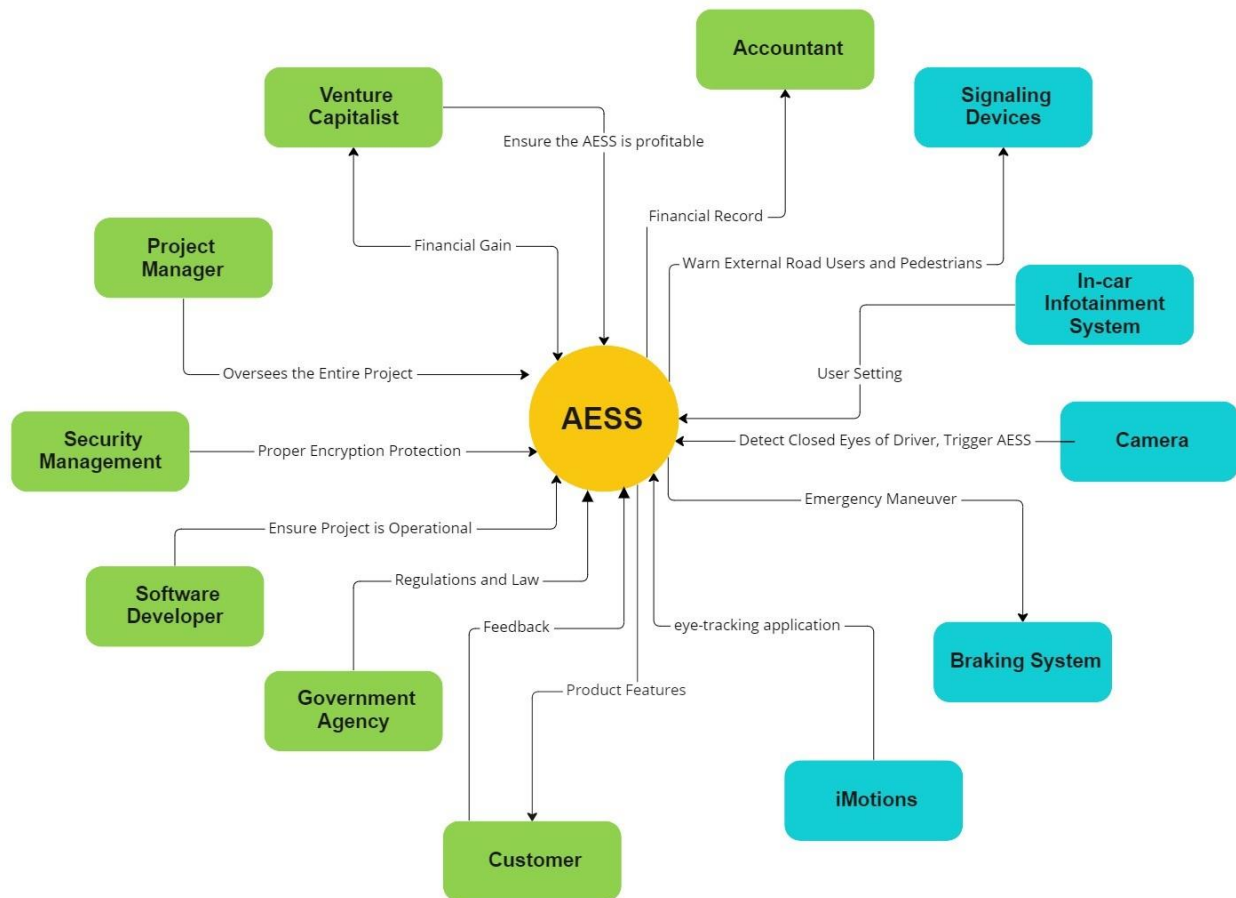 Accountant
Venture
Capitalist
Signaling
Devices
Ensure the AESS is profitable
Financial Record
Project
Manager
Financial Gain
Warn External Road Users and Pedestrians
In-car
Infotainment
System
Oversees the Entire Project
User Setting
AESS
Security
Management
Proper Encryption Protection
Detect Closed Eyes of Driver, Trigger AESS
Camera
Emergency Maneuver
Ensure Project is Operational
Software
Developer
Regulations and Law
Feedback
eye-tracking application
Braking System
Government
Agency
Product Features
iMotions
Customer